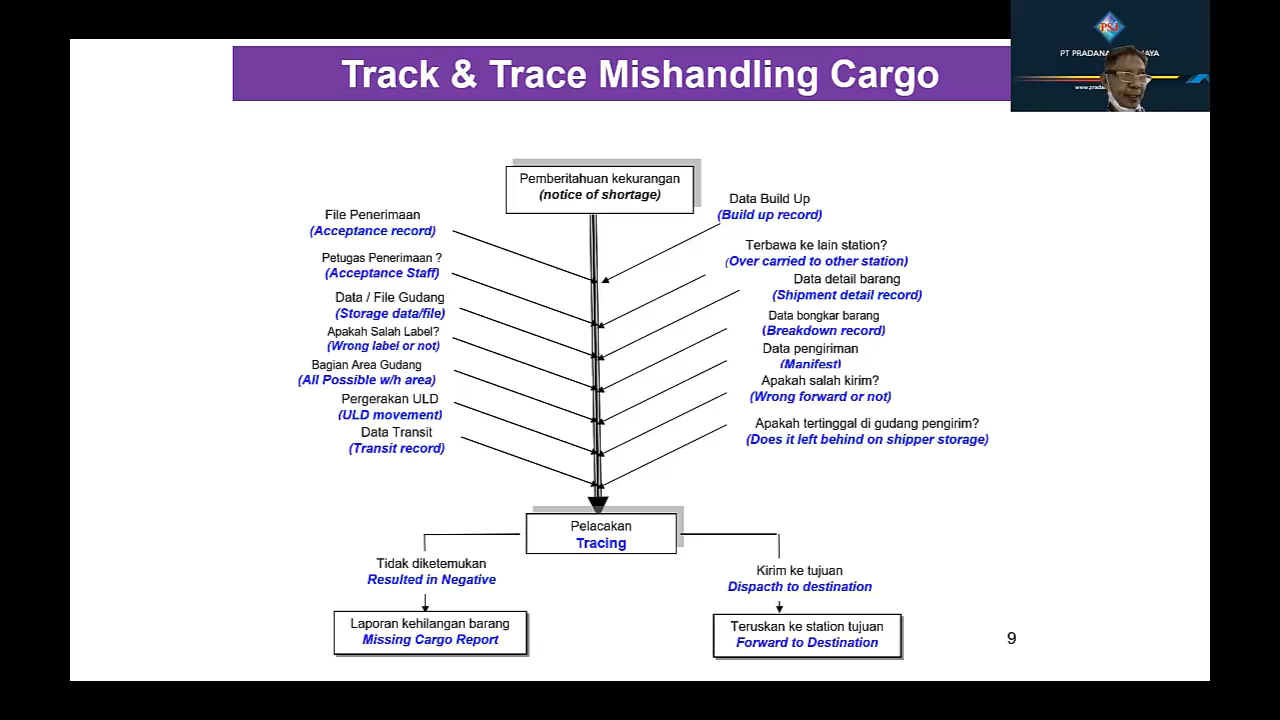 Track & Trace Mishandling Cargo
PT PRADANA
Pemberitahuan kekurangan
(notice of shortage)
File Penerimaan
(Acceptance record)
Petugas Penerimaan ?
(Acceptance Staff)
Data / File Gudang
(Storage data/file)
Apakah Salah Label?
(Wrong label or not)
Bagian Area Gudang
(All Possible w/h area)
Pergerakan ULD
(ULD movement)
Data Transit
(Transit record)
Data Build Up
(Build up record)
Terbawa ke lain station?
(Over carried to other station)
Data detail barang
(Shipment detail record)
Data bongkar barang
(Breakdown record)
Data pengiriman
(Manifest)
Apakah salah kirim?
(Wrong forward or not)
Apakah tertinggal di gudang pengirim?
(Does it left behind on shipper storage)
Pelacakan
Tracing
Tidak diketemukan
Resulted in Negative
Laporan kehilangan barang
Missing Cargo Report
Kirim ke tujuan
Dispacth to destination
Teruskan ke station tujuan
Forward to Destination
9